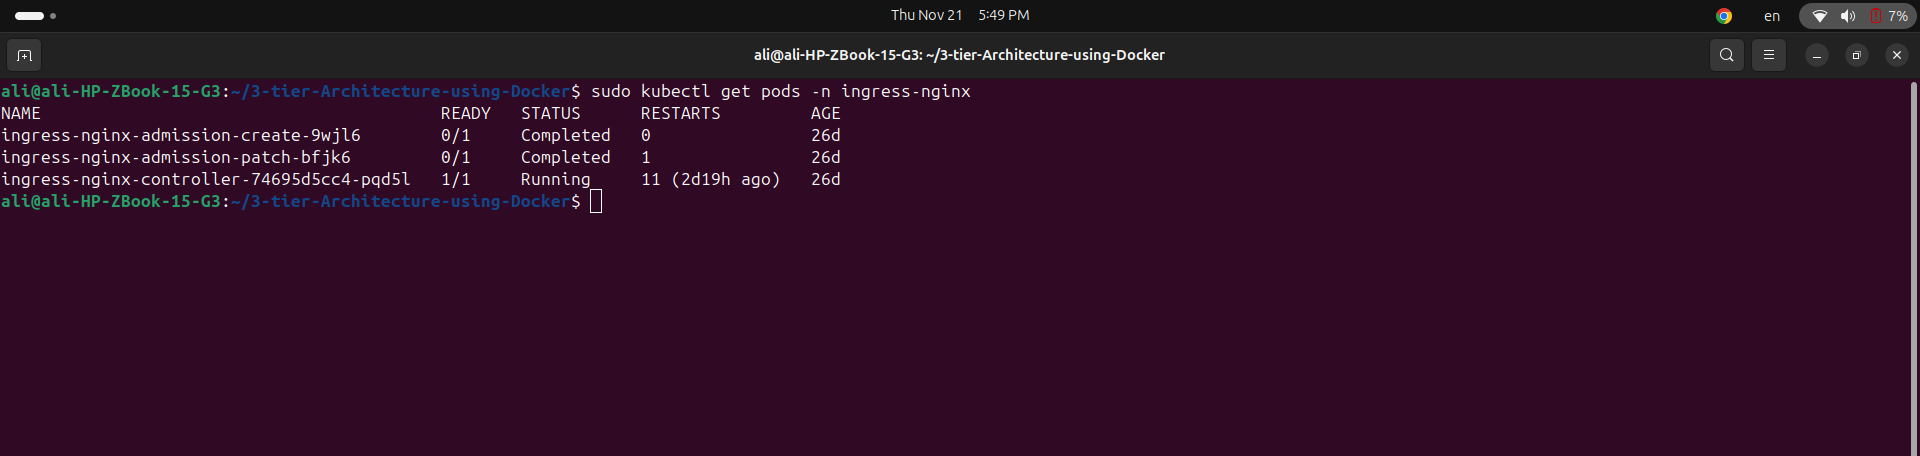 Thu Nov 21 5:49 PM
en
7%
ali@ali-HP-ZBook-15-G3: ~/3-tier-Architecture-using-Docker
ali@ali-HP-ZBook-15-G3:~/3-tier-Architecture-using-Docker$ sudo kubectl get pods -n ingress-nginx
NAME READY STATUS RESTARTS AGE
ingress-nginx-admission-create-9wjl6 0/1 Completed 0 26d
ingress-nginx-admission-patch-bfjk6 0/1 Completed 1 26d
ingress-nginx-controller-74695d5cc4-pqd5l 1/1 Running 11 (2d19h ago) 26d
ali@ali-HP-ZBook-15-G3:~/3-tier-Architecture-using-Docker$